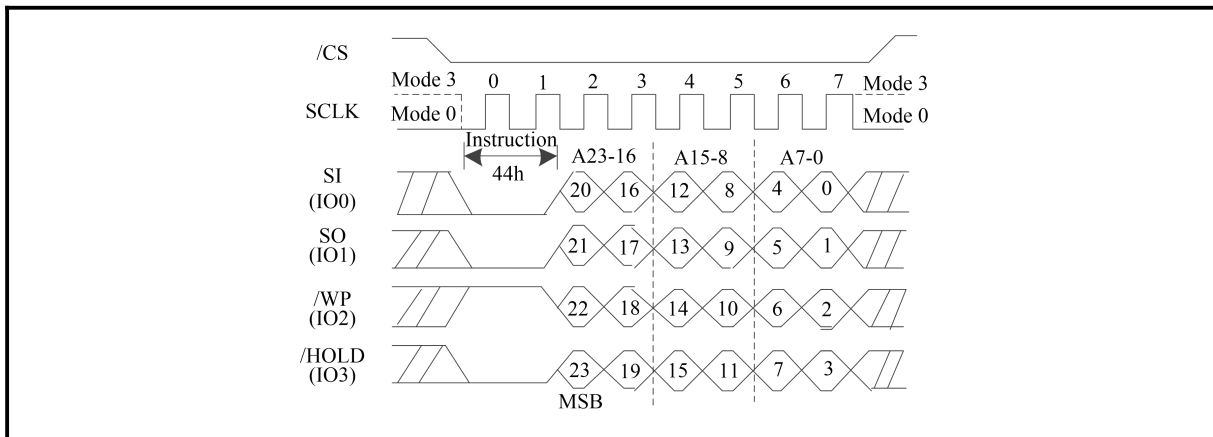 /CS
Mode 3 0 1 2 3 4 5 6 7 Mode 3
SCLK Mode 0 Mode 0
Instruction
44h A23-16 A15-8 A7-0
SI
(IO0) 20 16 12 8 4 0
SO
(IO1) 21 17 13 9 5 1
/WP
(IO2) 22 18 14 10 6 2
/HOLD
(IO3) 23 19 15 11 7 3
MSB